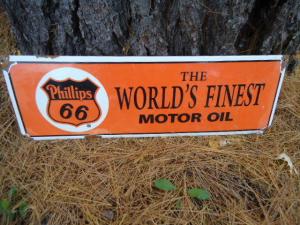 Phillips
66
THE
WORLD'S FINEST
MOTOR OIL